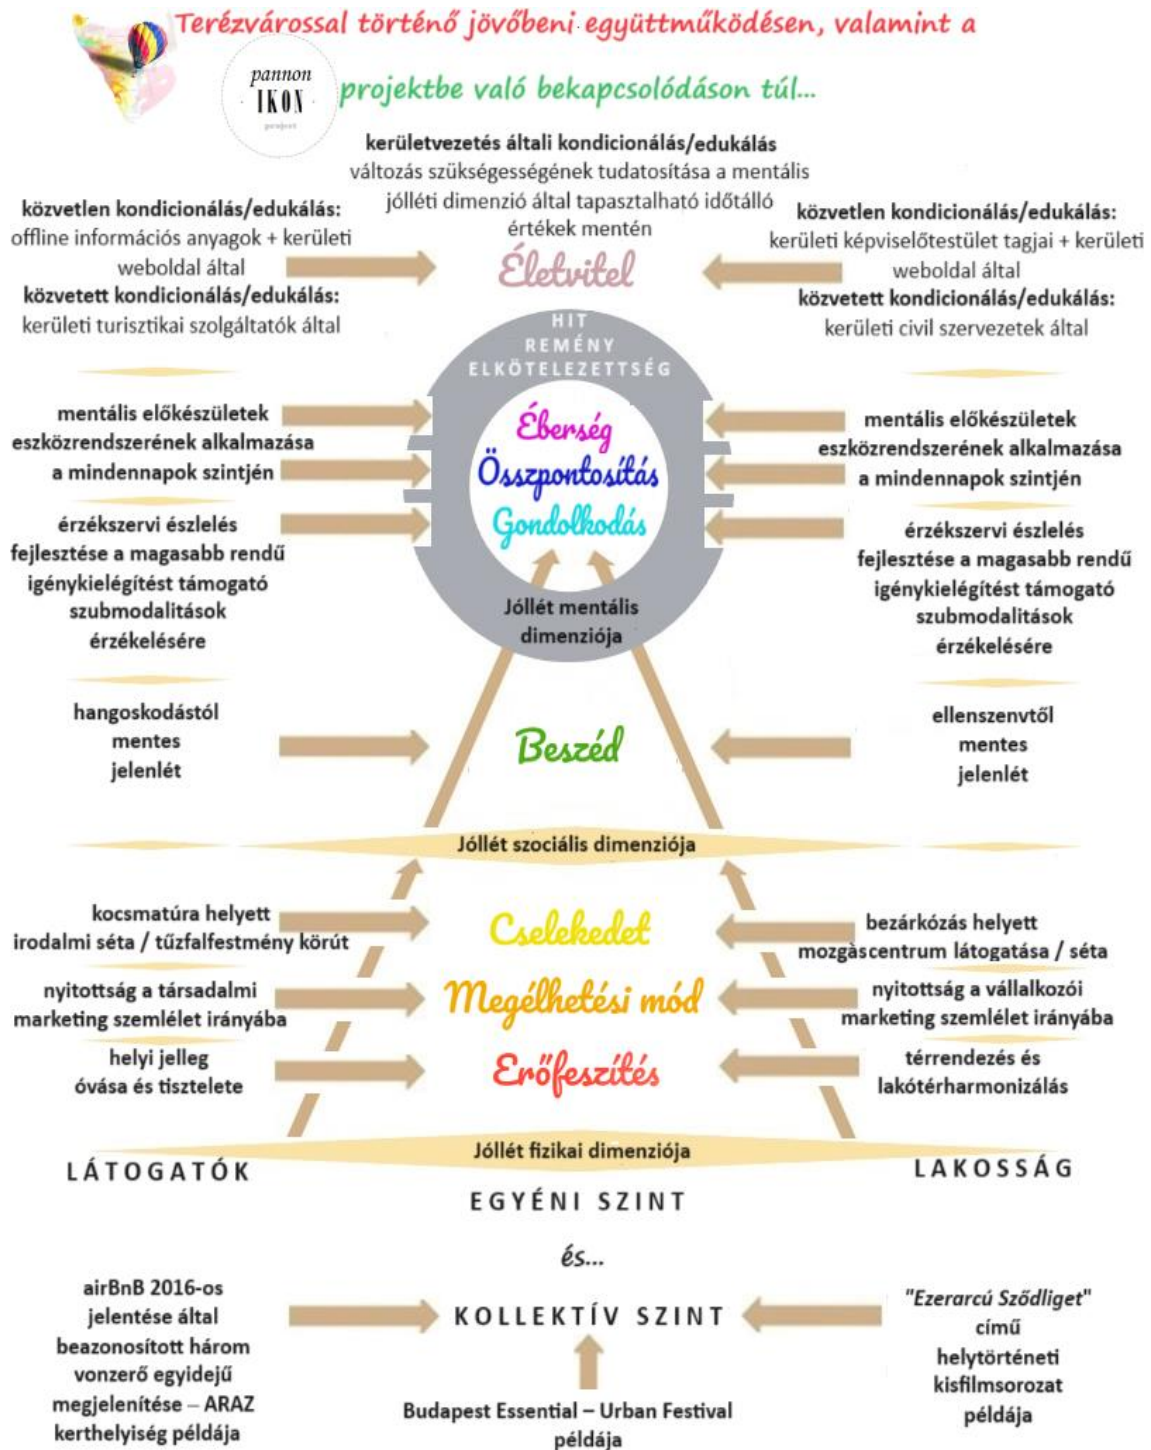 Terézvárossal történő jövőbeni együttműködésen, valamint a
pannon
IKON
project
projektbe való bekapcsolódáson túl...
kerületvezetés általi kondicionálás/edukálás
változás szükségességének tudatosítása a mentális
jólléti dimenzió által tapasztalható időtálló
értékek mentén
közvetlen kondicionálás/edukálás:
offline információs anyagok + kerületi
weboldal által
közvetett kondicionálás/edukálás:
kerületi turisztikai szolgáltatók által
Életvitel
közvetlen kondicionálás/edukálás:
kerületi képviselőtestület tagjai + kerületi
weboldal által
közvetett kondicionálás/edukálás:
kerületi civil szervezetek által
HIT
REMÉNY
ELKÖTELEZETTSÉG
mentális előkészületek
eszközrendszerének alkalmazása
a mindennapok szintjén
Éberség
Összpontosítás
Gondolkodás
mentális előkészületek
eszközrendszerének alkalmazása
a mindennapok szintjén
érzékszervi észlelés
fejlesztése a magasabb rendű
igénykielégítést támogató
szubmodalitások
érzékelésére
Jóllét mentális
dimenziója
érzékszervi észlelés
fejlesztése a magasabb rendű
igénykielégítést támogató
szubmodalitások
érzékelésére
hangoskodástól
mentes
jelenlét
Beszéd
ellenszenvtől
mentes
jelenlét
Jóllét szociális dimenziója
kocsmatúra helyett
irodalmi séta / tűzfalfestmény körút
Cselekedet
bezárkózás helyett
mozgàscentrum látogatása / séta
nyitottság a társadalmi
marketing szemlélet irányába
Megélhetési mód
nyitottság a vállalkozói
marketing szemlélet irányába
helyi jelleg
óvása és tisztelete
Erőfeszítés
térrendezés és
lakótérharmonizálás
Jóllét fizikai dimenziója
LÁTOGATÓK
LAKOSSÁG
EGYÉNI SZINT
és...
airBnB 2016-os
jelentése által
beazonosított három
vonzerő egyidejű
megjelenítése – ARAZ
kerthelyiség példája
KOLLEKTÍV SZINT
"Ezerarcú Sződliget"
című
helytörténeti
kisfilmsorozat
példája
Budapest Essential – Urban Festival
példája